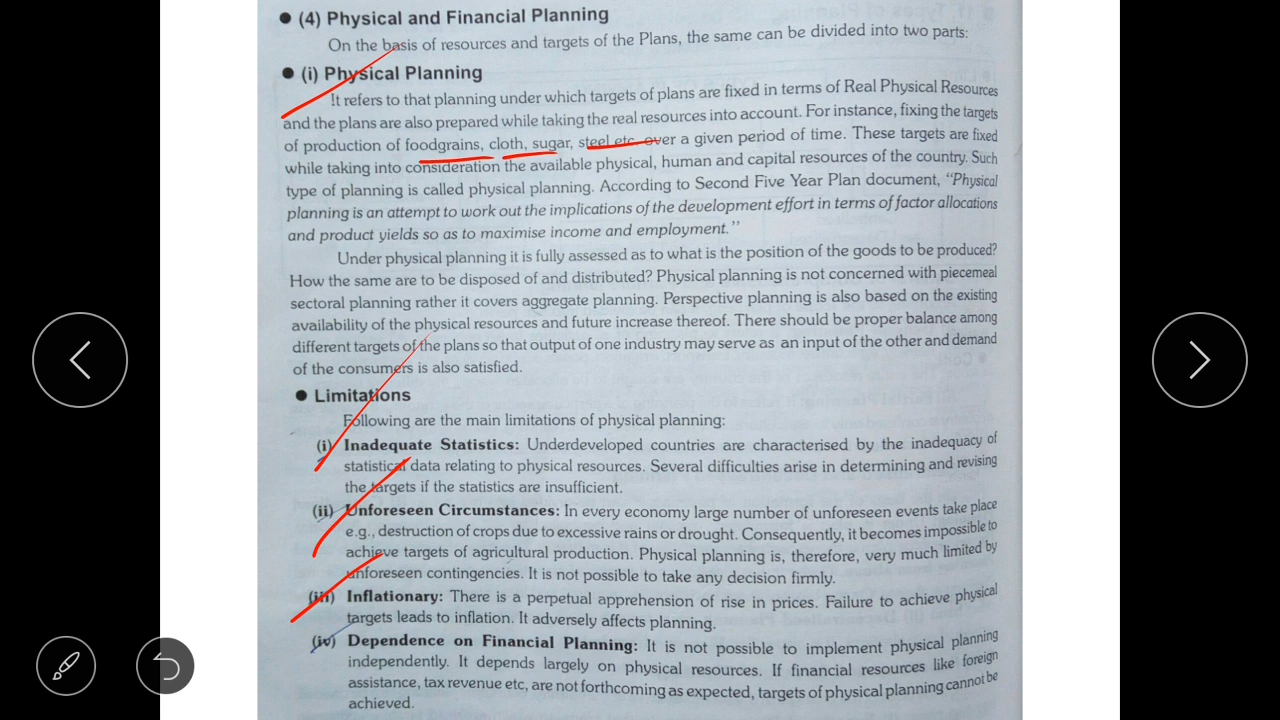 ● (4) Physical and Financial Planning
On the basis of resources and targets of the Plans, the same can be divided into two parts:
● (i) Physical Planning
It refers to that planning under which targets of plans are fixed in terms of Real Physical Resources
and the plans are also prepared while taking the real resources into account. For instance, fixing the targets
of production of foodgrains, cloth, sugar, steel etc. over a given period of time. These targets are fixed
while taking into consideration the available physical, human and capital resources of the country. Such
type of planning is called physical planning. According to Second Five Year Plan document, “Physical
planning is an attempt to work out the implications of the development effort in terms of factor allocations
and product yields so as to maximise income and employment.”
Under physical planning it is fully assessed as to what is the position of the goods to be produced?
How the same are to be disposed of and distributed? Physical planning is not concerned with piecemeal
sectoral planning rather it covers aggregate planning. Perspective planning is also based on the existing
availability of the physical resources and future increase thereof. There should be proper balance among
different targets of the plans so that output of one industry may serve as an input of the other and demand
of the consumers is also satisfied.
● Limitations
Following are the main limitations of physical planning:
(i) Inadequate Statistics: Underdeveloped countries are characterised by the inadequacy of
statistical data relating to physical resources. Several difficulties arise in determining and revising
the targets if the statistics are insufficient.
(ii) Unforeseen Circumstances: In every economy large number of unforeseen events take place
e.g., destruction of crops due to excessive rains or drought. Consequently, it becomes impossible to
achieve targets of agricultural production. Physical planning is, therefore, very much limited by
unforeseen contingencies. It is not possible to take any decision firmly.
(iii) Inflationary: There is a perpetual apprehension of rise in prices. Failure to achieve physical
targets leads to inflation. It adversely affects planning.
(iv) Dependence on Financial Planning: It is not possible to implement physical planning
independently. It depends largely on physical resources. If financial resources like foreign
assistance, tax revenue etc, are not forthcoming as expected, targets of physical planning cannot be
achieved.